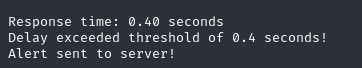 Response time: 0.40 seconds
Delay exceeded threshold of 0.4 seconds!
Alert sent to server!